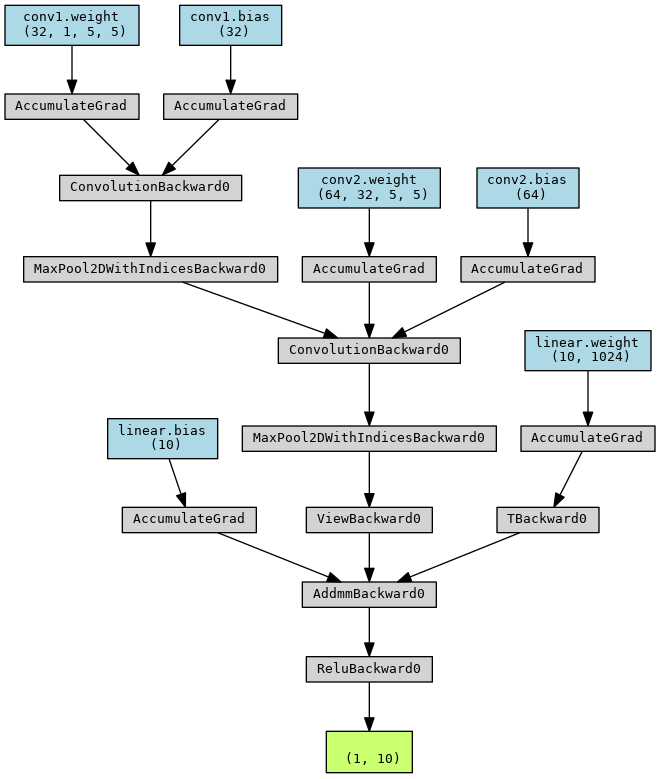 conv1.weight
(32, 1, 5, 5)
conv1.bias
(32)
AccumulateGrad
AccumulateGrad
ConvolutionBackward0
conv2.weight
(64, 32, 5, 5)
conv2.bias
(64)
MaxPool2DWithIndicesBackward0
AccumulateGrad
AccumulateGrad
ConvolutionBackward0
linear.weight
(10, 1024)
linear.bias
(10)
MaxPool2DWithIndicesBackward0
AccumulateGrad
AccumulateGrad
ViewBackward0
TBackward0
AddmmBackward0
ReluBackward0
(1, 10)